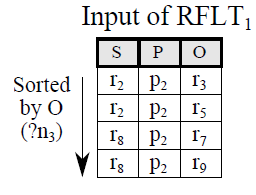 Input of RFLT1
S P O
r2 p2 r3
r2 p2 r5
r8 p2 r7
r8 p2 r9
Sorted
by O
(?n3)